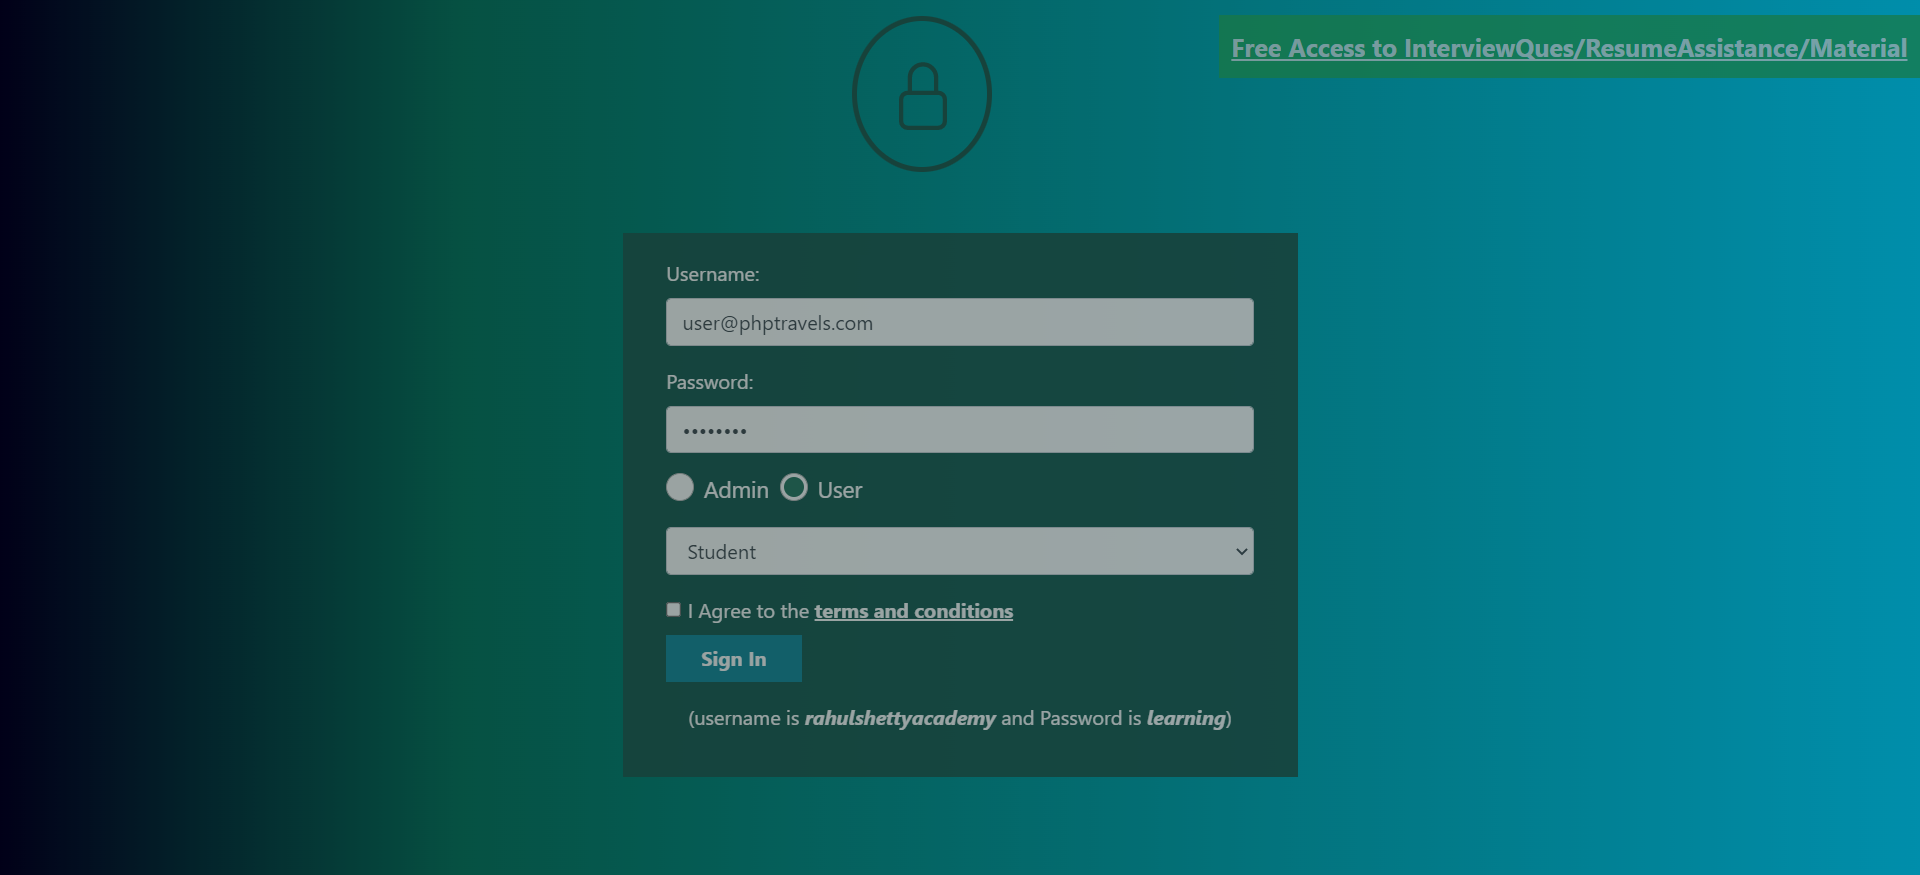 Free Access to InterviewQues/ResumeAssistance/Material
Username:
user@phptravels.com
Password:
••••••••
Admin User
Student
I Agree to the terms and conditions
Sign In
(username is rahulshettyacademy and Password is learning)